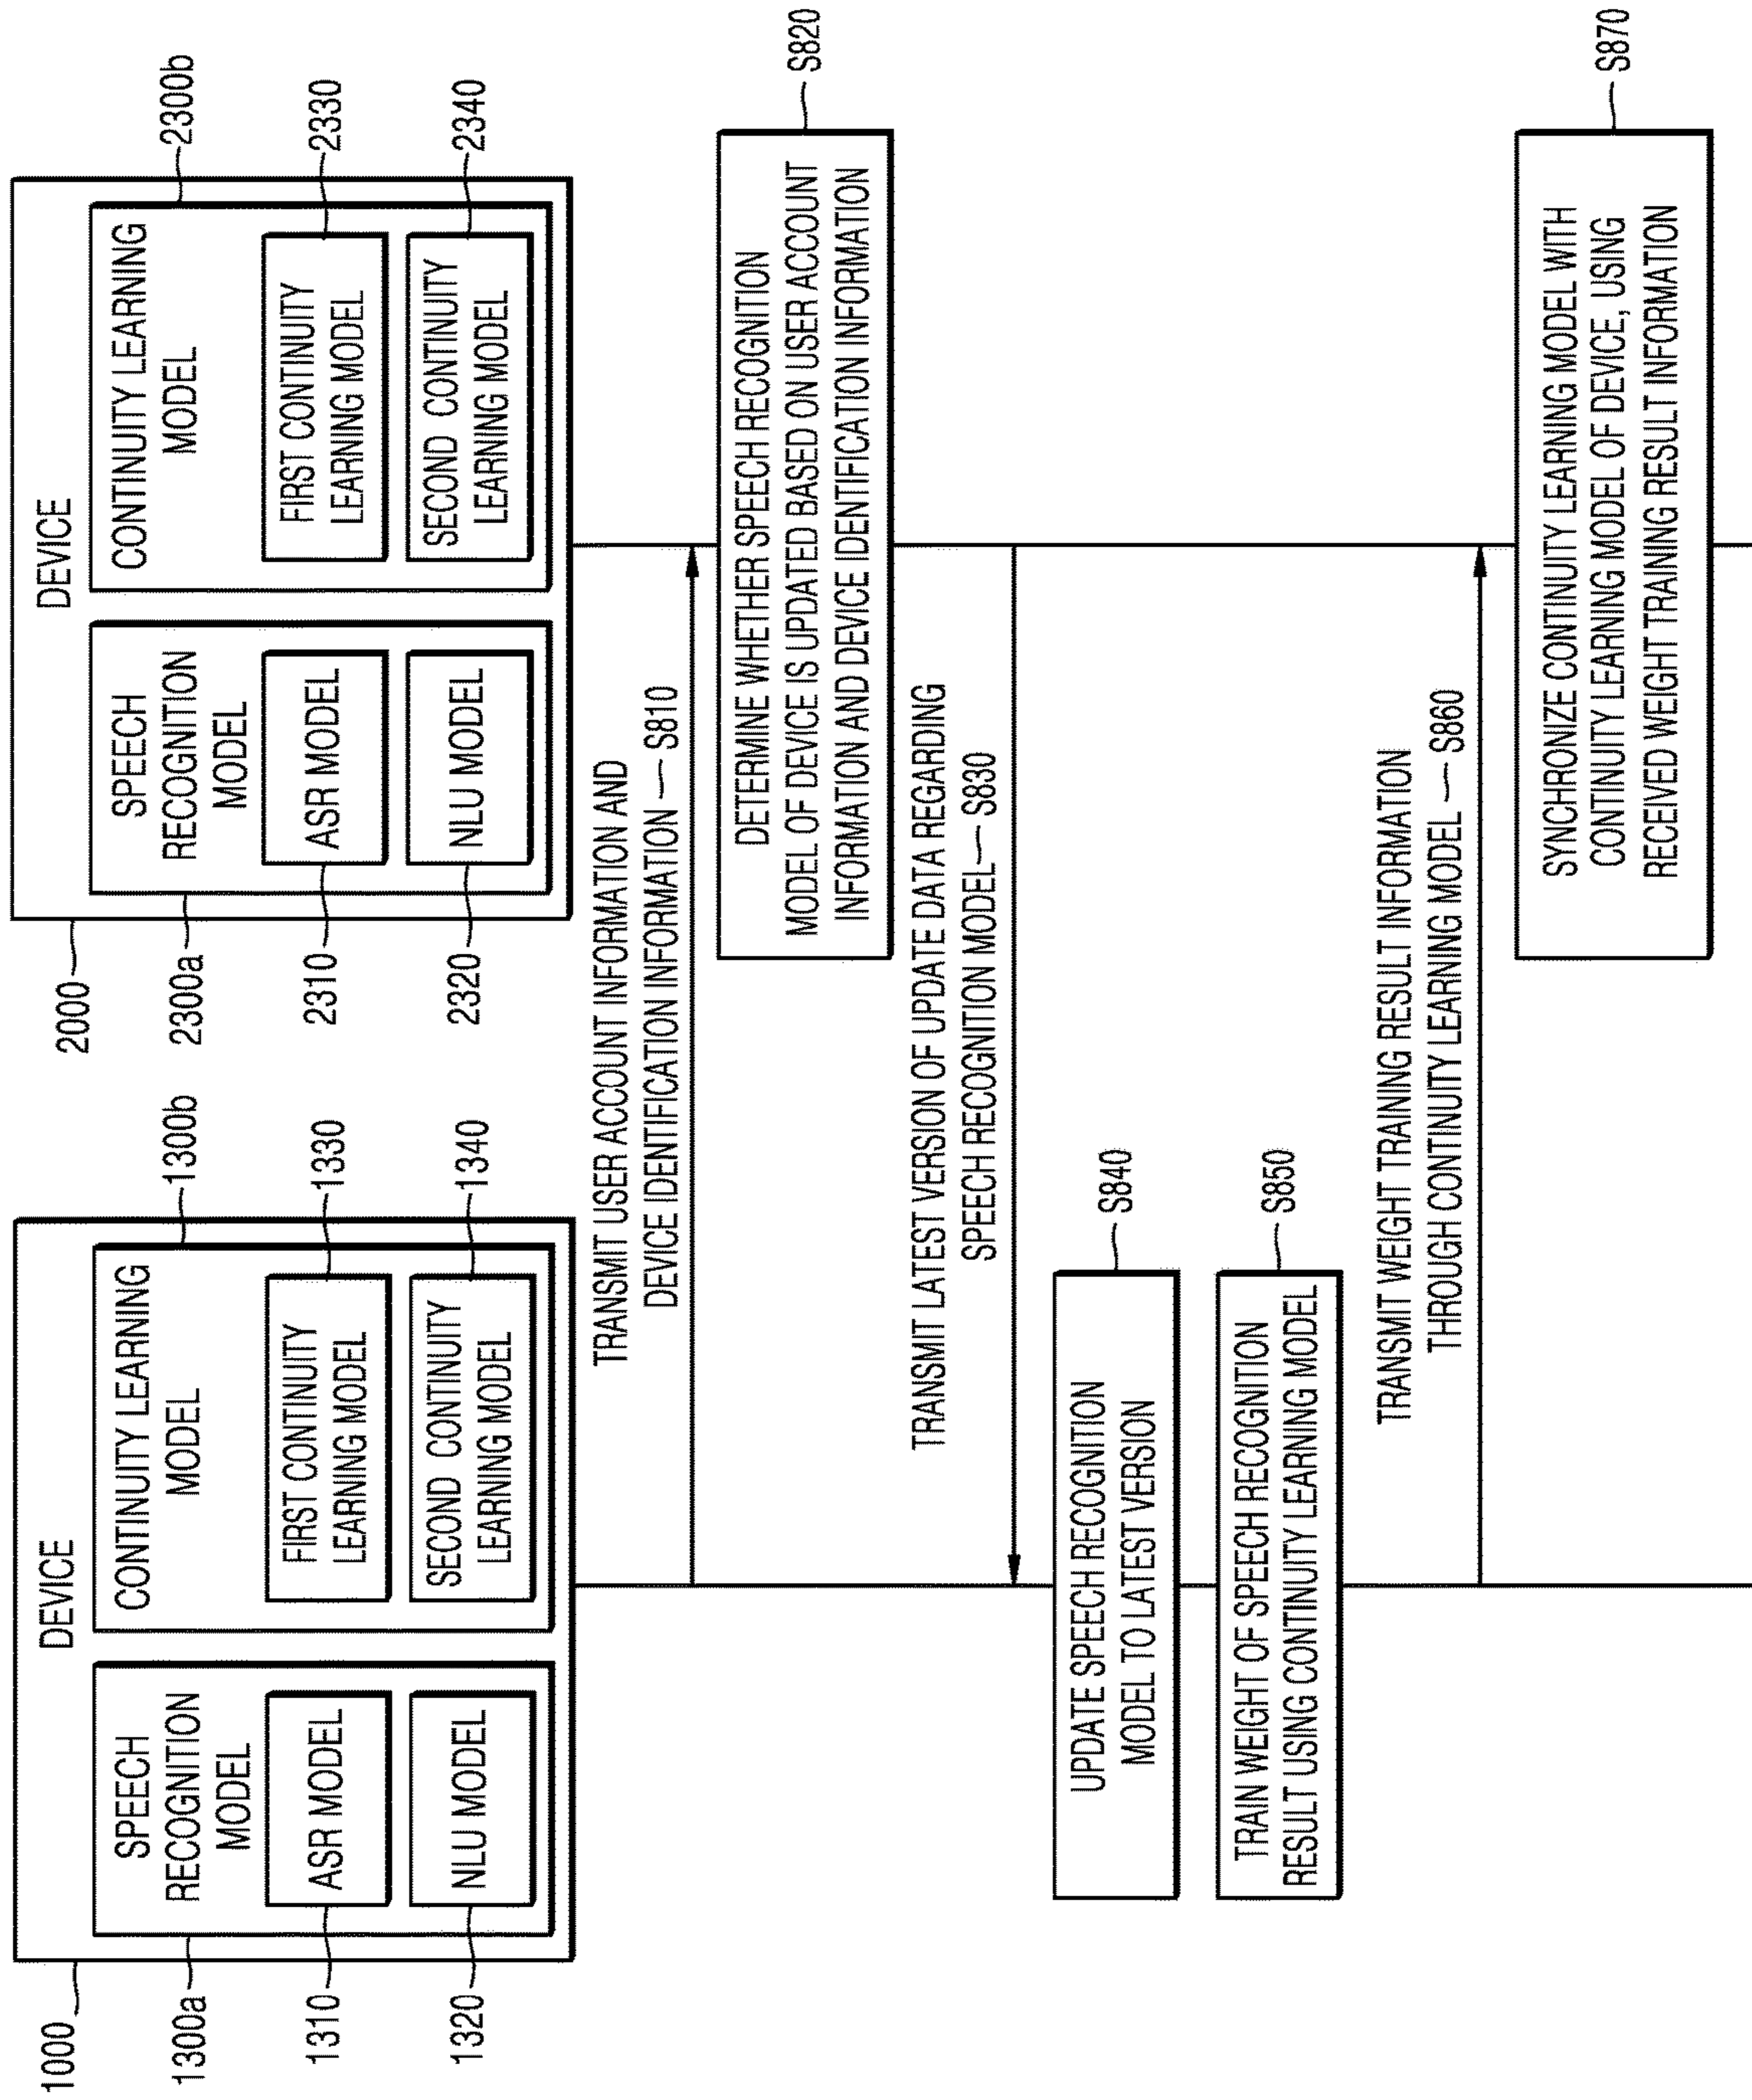 1000
DEVICE
1300a
SPEECH
RECOGNITION
MODEL
1310
ASR MODEL
1320
NLU MODEL
CONTINUITY LEARNING
MODEL
1300b
FIRST CONTINUITY
LEARNING MODEL
1330
SECOND CONTINUITY
LEARNING MODEL
1340
2000
DEVICE
2300a
SPEECH
RECOGNITION
MODEL
2310
ASR MODEL
2320
NLU MODEL
CONTINUITY LEARNING
MODEL
2300b
FIRST CONTINUITY
LEARNING MODEL
2330
SECOND CONTINUITY
LEARNING MODEL
2340
TRANSMIT USER ACCOUNT INFORMATION AND
DEVICE IDENTIFICATION INFORMATION S810
DETERMINE WHETHER SPEECH RECOGNITION
MODEL OF DEVICE IS UPDATED BASED ON USER ACCOUNT
INFORMATION AND DEVICE IDENTIFICATION INFORMATION
S820
TRANSMIT LATEST VERSION OF UPDATE DATA REGARDING
SPEECH RECOGNITION MODEL S830
UPDATE SPEECH RECOGNITION
MODEL TO LATEST VERSION
S840
TRAIN WEIGHT OF SPEECH RECOGNITION
RESULT USING CONTINUITY LEARNING MODEL
S850
TRANSMIT WEIGHT TRAINING RESULT INFORMATION
THROUGH CONTINUITY LEARNING MODEL S860
SYNCHRONIZE CONTINUITY LEARNING MODEL WITH
CONTINUITY LEARNING MODEL OF DEVICE, USING
RECEIVED WEIGHT TRAINING RESULT INFORMATION
S870